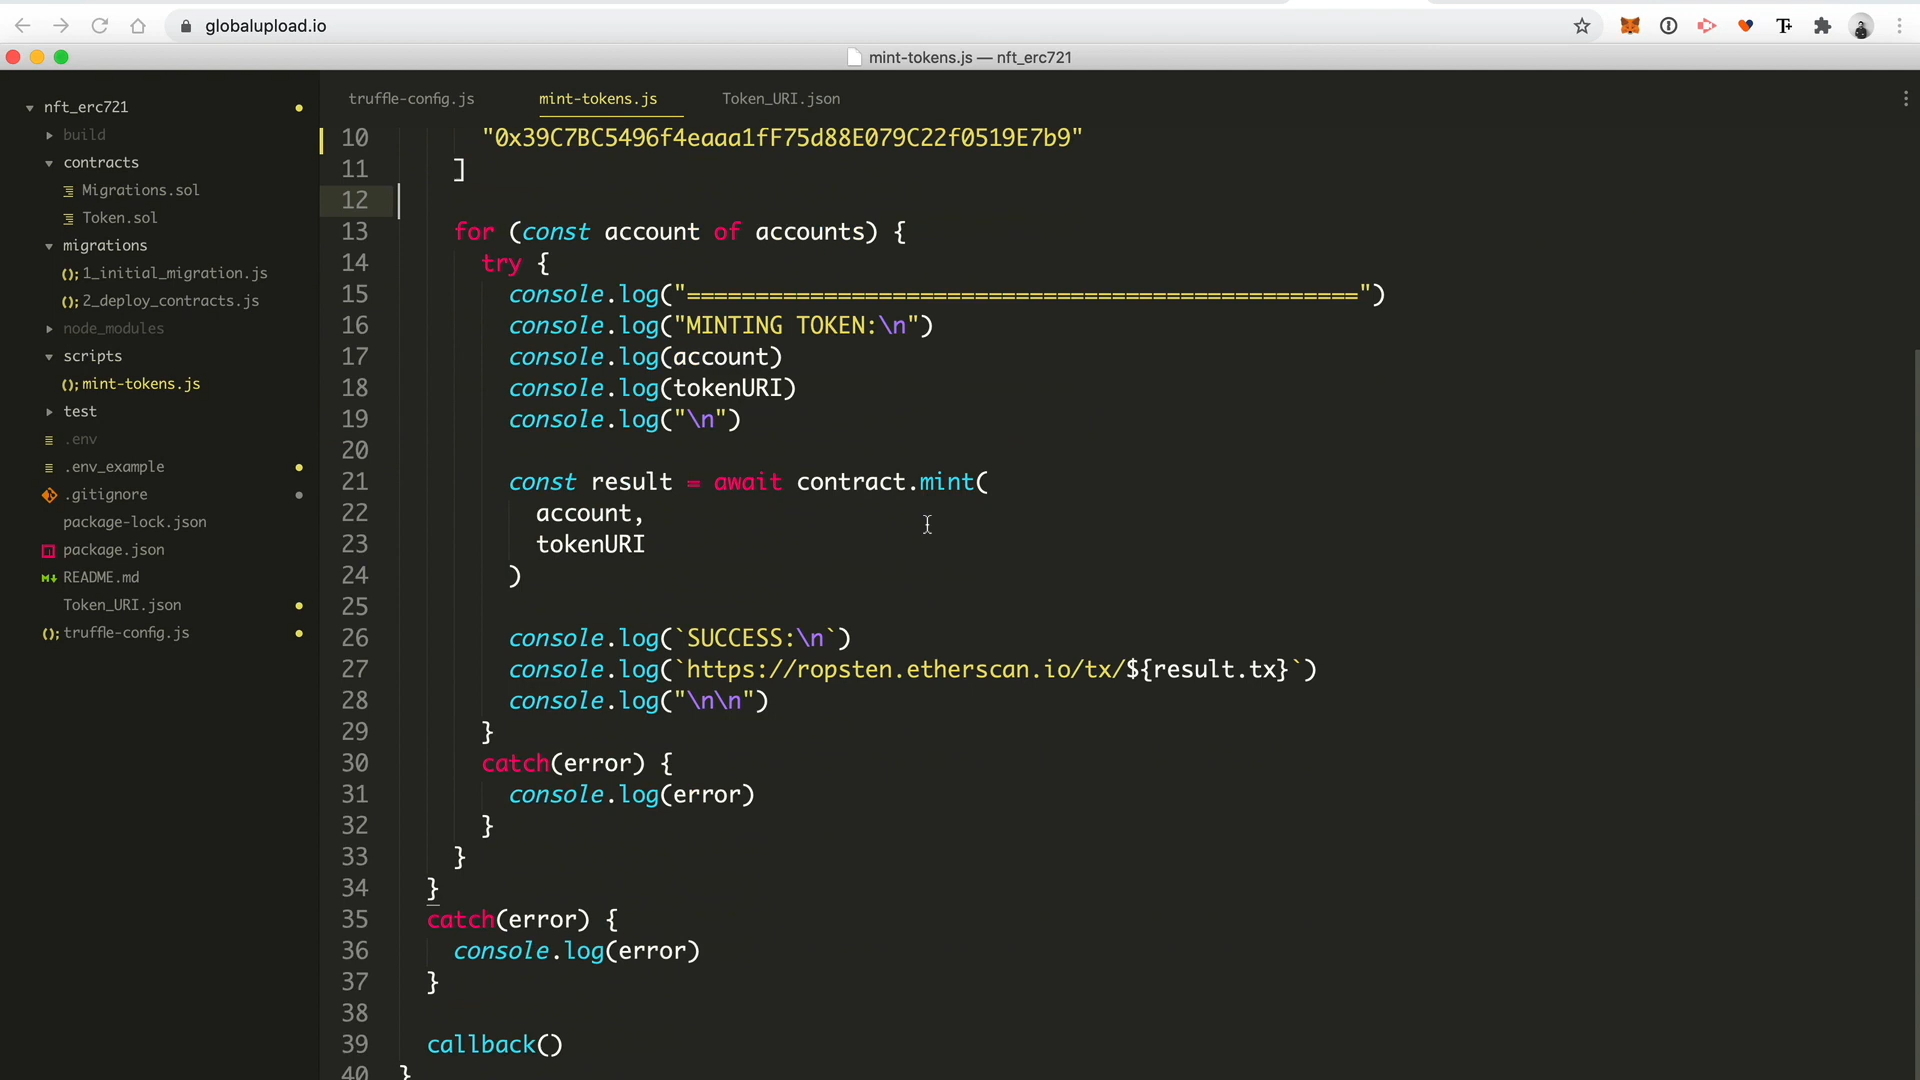 globalupload.io
mint-tokens.js — nft_erc721
nft_erc721
build
contracts
Migrations.sol
Token.sol
migrations
1_initial_migration.js
2_deploy_contracts.js
node_modules
scripts
mint-tokens.js
test
.env
.env_example
.gitignore
package-lock.json
package.json
README.md
Token_URI.json
truffle-config.js
truffle-config.js mint-tokens.js Token_URI.json
10 "0x39C7BC5496f4eaaa1fF75d88E079C22f0519E7b9"
11 ]
12
13 for (const account of accounts) {
14 try {
15 console.log("=================================================")
16 console.log("MINTING TOKEN:\n")
17 console.log(account)
18 console.log(tokenURI)
19 console.log("\n")
20
21 const result = await contract.mint(
22 account,
23 tokenURI
24 )
25
26 console.log(`SUCCESS:\n`)
27 console.log(`https://ropsten.etherscan.io/tx/${result.tx}`)
28 console.log("\n\n")
29 }
30 catch(error) {
31 console.log(error)
32 }
33 }
34 }
35 catch(error) {
36 console.log(error)
37 }
38
39 callback()
40 }